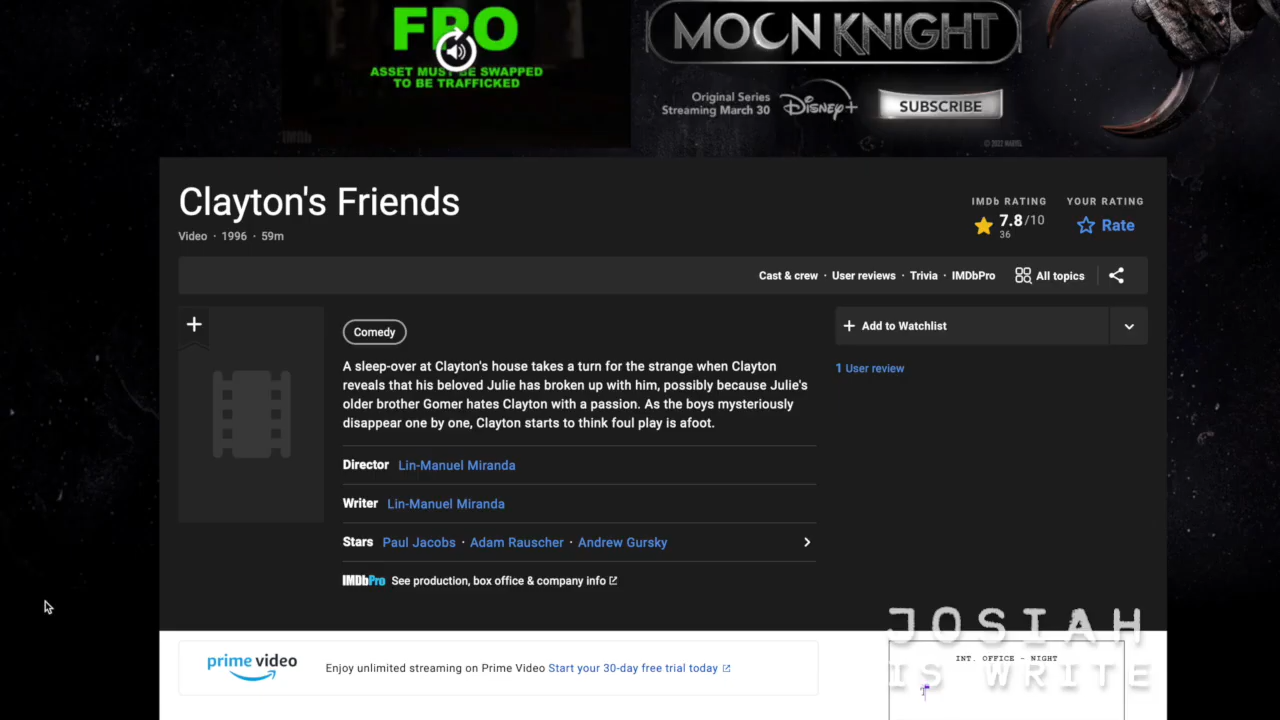 FBO
ASSET MUST BE SWAPPED
TO BE TRAFFICKED
IMDb
MOON KNIGHT
Original Series
Streaming March 30
Disney+
SUBSCRIBE
© 2022 MARVEL
Clayton's Friends
Video · 1996 · 59m
IMDb RATING
7.8/10
36
YOUR RATING
Rate
Cast & crew · User reviews · Trivia · IMDbPro
All topics
+
Comedy
A sleep-over at Clayton's house takes a turn for the strange when Clayton
reveals that his beloved Julie has broken up with him, possibly because Julie's
older brother Gomer hates Clayton with a passion. As the boys mysteriously
disappear one by one, Clayton starts to think foul play is afoot.
+ Add to Watchlist
1 User review
Director Lin-Manuel Miranda
Writer Lin-Manuel Miranda
Stars Paul Jacobs · Adam Rauscher · Andrew Gursky
IMDbPro See production, box office & company info
prime video
Enjoy unlimited streaming on Prime Video Start your 30-day free trial today
JOSIAH
INT. OFFICE - NIGHT
IS WRITE